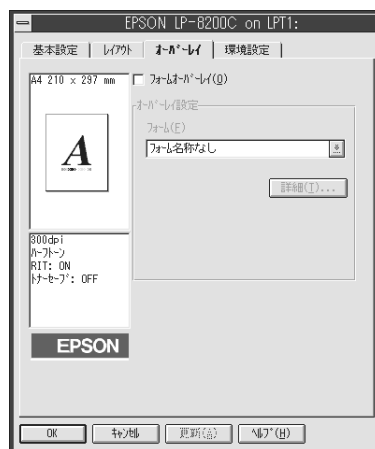 EPSON LP-8200C on LPT1:
基本設定 ﾚｲｱｳﾄ ｵｰﾊﾞｰﾚｲ 環境設定
A4 210 x 297 mm
ﾌｫｰﾑｵｰﾊﾞｰﾚｲ(O)
ｵｰﾊﾞｰﾚｲ設定
ﾌｫｰﾑ(F)
ﾌｫｰﾑ名称なし
A
詳細(I)...
300dpi
ﾊｰﾌﾄｰﾝ
RIT: ON
ﾄﾅｰｾｰﾌﾞ: OFF
EPSON
OK ｷｬﾝｾﾙ 更新(A) ﾍﾙﾌﾟ(H)